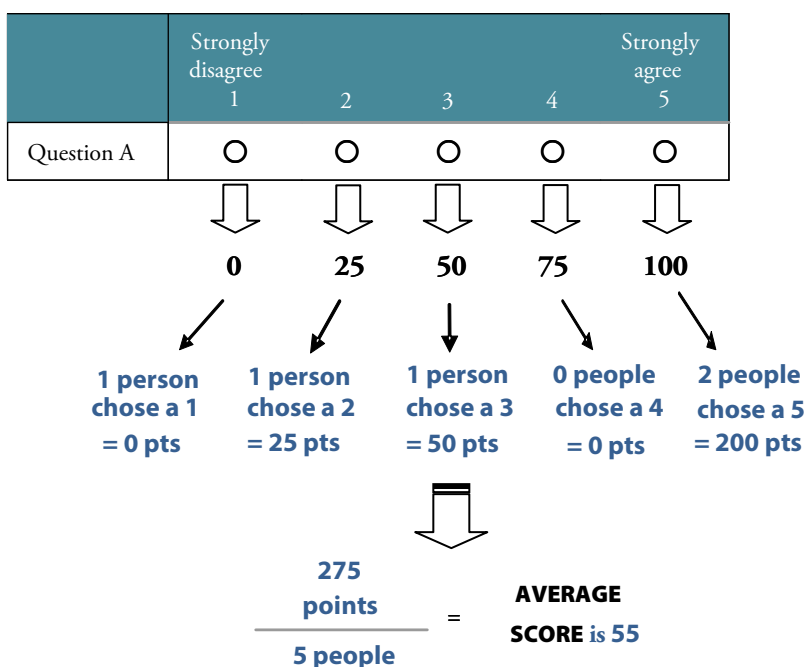 Strongly disagree 1
2
3
4
Strongly agree 5
Question A
0 25 50 75 100
1 person chose a 1 = 0 pts
1 person chose a 2 = 25 pts
1 person chose a 3 = 50 pts
0 people chose a 4 = 0 pts
2 people chose a 5 = 200 pts
275
points
5 people
=
AVERAGE
SCORE is 55